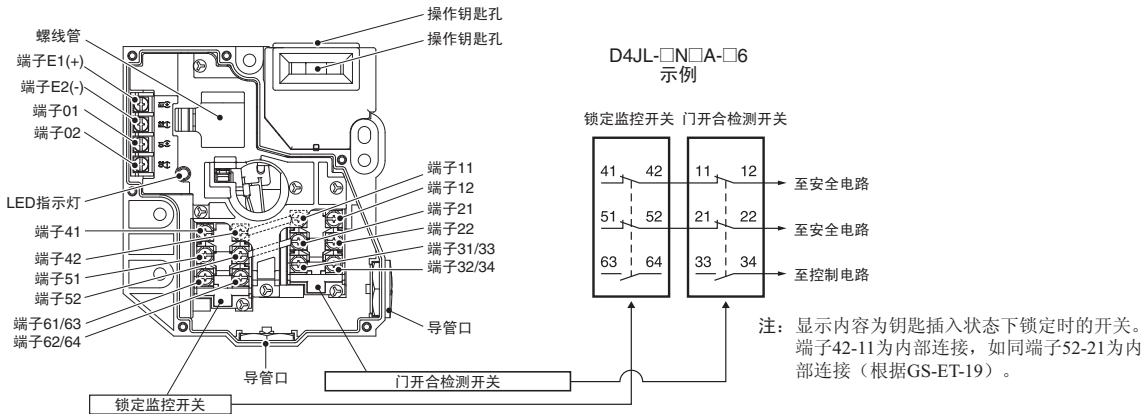 操作钥匙孔
操作钥匙孔
螺线管
端子E1(+)
端子E2(-)
端子01
端子02
LED指示灯
端子41
端子42
端子51
端子52
端子61/63
端子62/64
端子11
端子12
端子21
端子22
端子31/33
端子32/34
导管口
导管口
门开合检测开关
锁定监控开关
D4JL-□N□A-□6
示例
锁定监控开关 门开合检测开关
41 42 11 12 至安全电路
51 52 21 22 至安全电路
63 64 33 34 至控制电路
注：显示内容为钥匙插入状态下锁定时的开关。
端子42-11为内部连接，如同端子52-21为内
部连接（根据GS-ET-19）。